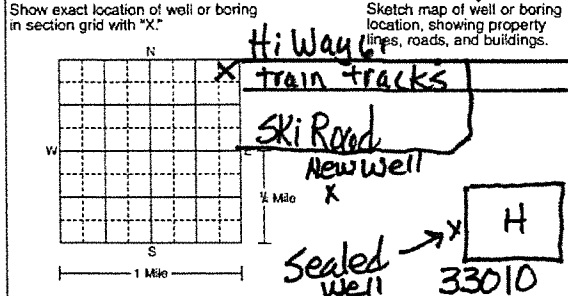 Show exact location of well or boring
in section grid with "X."
Sketch map of well or boring
location, showing property
lines, roads, and buildings.
N
Hi Way 61
X
train tracks
W
E
Ski Road
New Well
X
½ Mile
S
1 Mile
Sealed
Well
X
H
33010